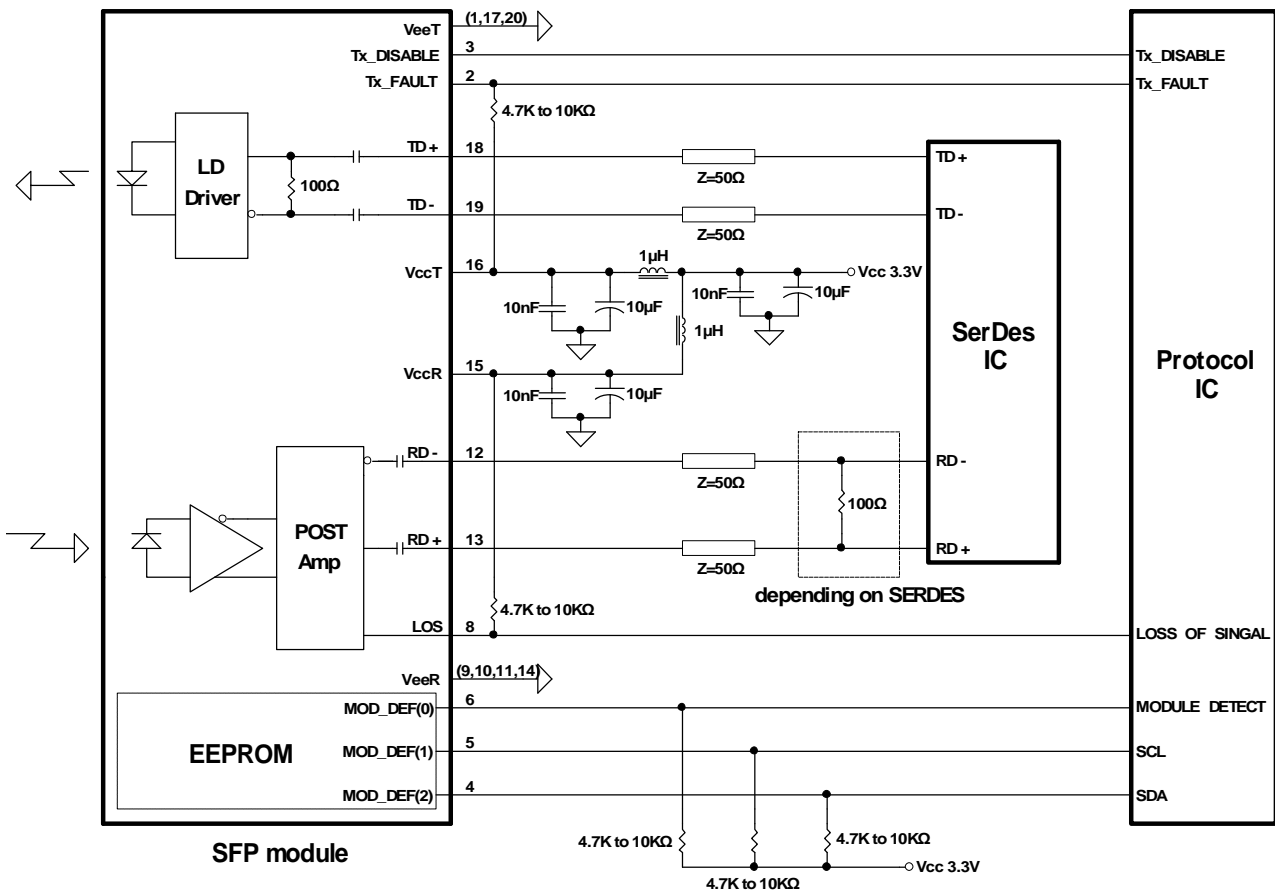 VeeT (1,17,20)
Tx_DISABLE 3 Tx_DISABLE
Tx_FAULT 2 Tx_FAULT
4.7K to 10KΩ
LD
Driver
100Ω
TD+ 18 TD+
Z=50Ω
TD- 19 TD-
Z=50Ω
1µH
VccT 16 Vcc 3.3V
10nF 10µF 10nF 10µF
1µH
SerDes
IC
Protocol
IC
VccR 15
10nF 10µF
RD- 12 RD-
Z=50Ω
100Ω
POST
Amp
RD+ 13 RD+
Z=50Ω
depending on SERDES
4.7K to 10KΩ
LOS 8 LOSS OF SINGAL
VeeR (9,10,11,14)
MOD_DEF(0) 6 MODULE DETECT
EEPROM
MOD_DEF(1) 5 SCL
MOD_DEF(2) 4 SDA
4.7K to 10KΩ 4.7K to 10KΩ
SFP module
Vcc 3.3V
4.7K to 10KΩ